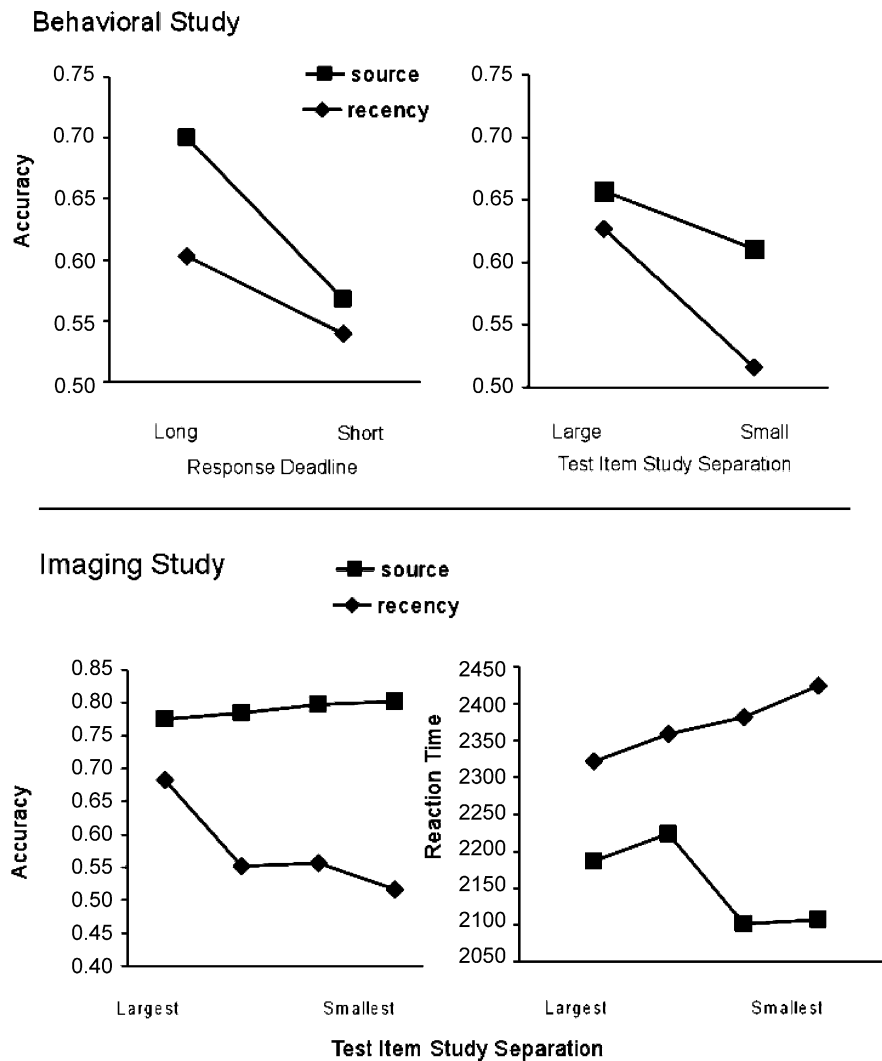 Behavioral Study
source
recency
Accuracy
0.75
0.70
0.65
0.60
0.55
0.50
Long Short
Response Deadline
0.75
0.70
0.65
0.60
0.55
0.50
Large Small
Test Item Study Separation
Imaging Study
source
recency
Accuracy
0.85
0.80
0.75
0.70
0.65
0.60
0.55
0.50
0.45
0.40
Largest Smallest
Reaction Time
2450
2400
2350
2300
2250
2200
2150
2100
2050
Largest Smallest
Test Item Study Separation